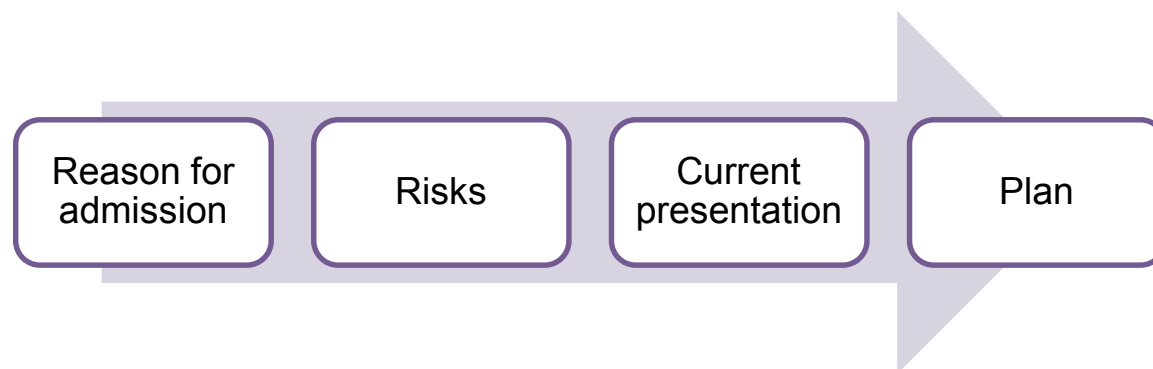 Reason for
admission
Risks
Current
presentation
Plan